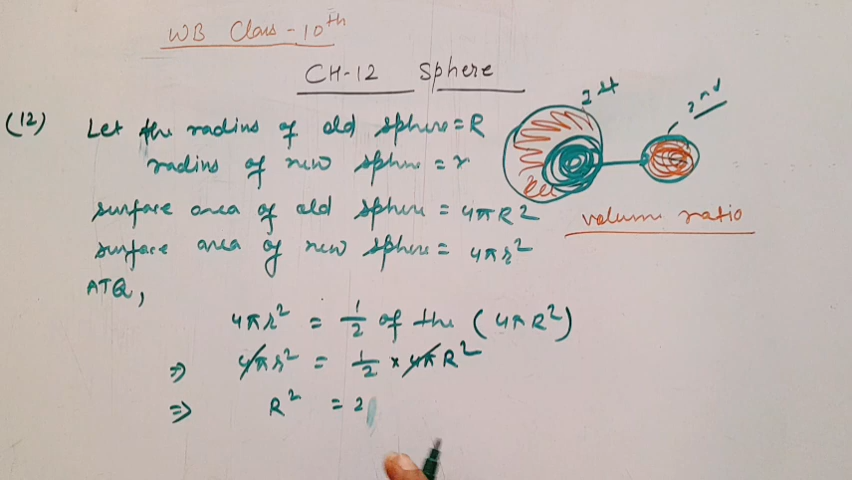 WB Class - 10th
CH-12 Sphere
(12) Let the radius of old sphere = R
radius of new sphere = r
surface area of old sphere = 4πR²
surface area of new sphere = 4πr²
ATQ,
4πr² = 1/2 of the (4πR²)
⇒ 4πr² = 1/2 × 4πR²
⇒ R² = 2
2nd
volume ratio